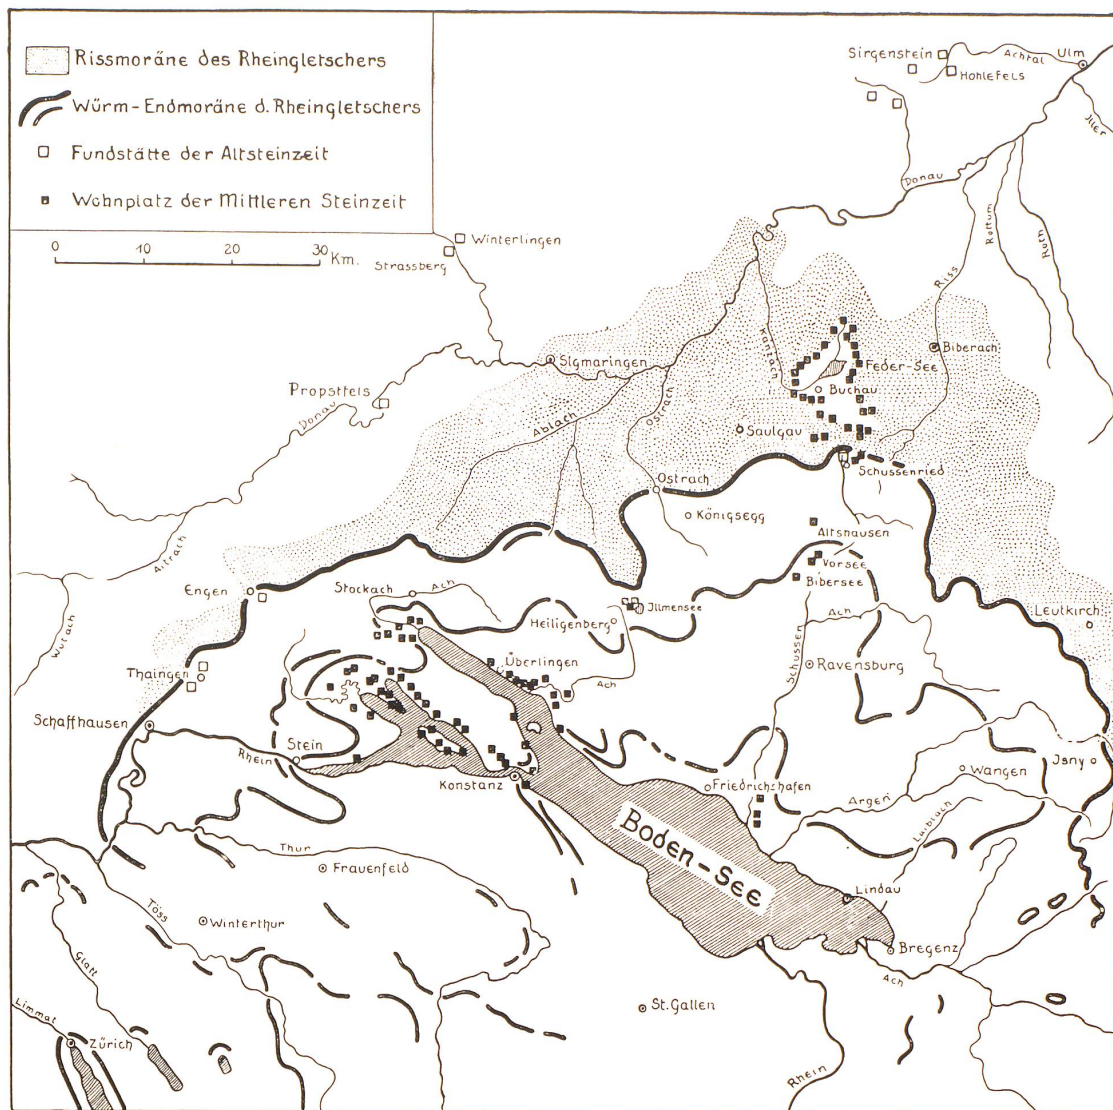 Rissmoräne des Rheingletschers
Würm-Endmoräne d. Rheingletschers
Fundstätte der Altsteinzeit
Wohnplatz der Mittleren Steinzeit
0 10 20 30 Km.
Sirgenstein
Achtal
Ulm
Hohlefels
Iller
Donau
Rottum
Roth
Riss
Winterlingen
Strassberg
Kanzach
Biberach
Feder-See
Buchau
Sigmaringen
Propstfels
Donau
Ablach
Ostrach
Saulgau
Schussenried
Ostrach
Königsegg
Altshausen
Vorsee
Bibersee
Aitrach
Engen
Stockach
Ach
Jllmensee
Heiligenberg
Ach
Leutkirch
Wutach
Überlingen
Ach
Schussen
Ravensburg
Thaingen
Schaffhausen
Rhein
Stein
Konstanz
Friedrichshafen
Wangen
Jsny
Argen
Laiblach
Boden-See
Thur
Frauenfeld
Lindau
Töss
Winterthur
Bregenz
Ach
Glatt
St. Gallen
Limmat
Zürich
Rhein